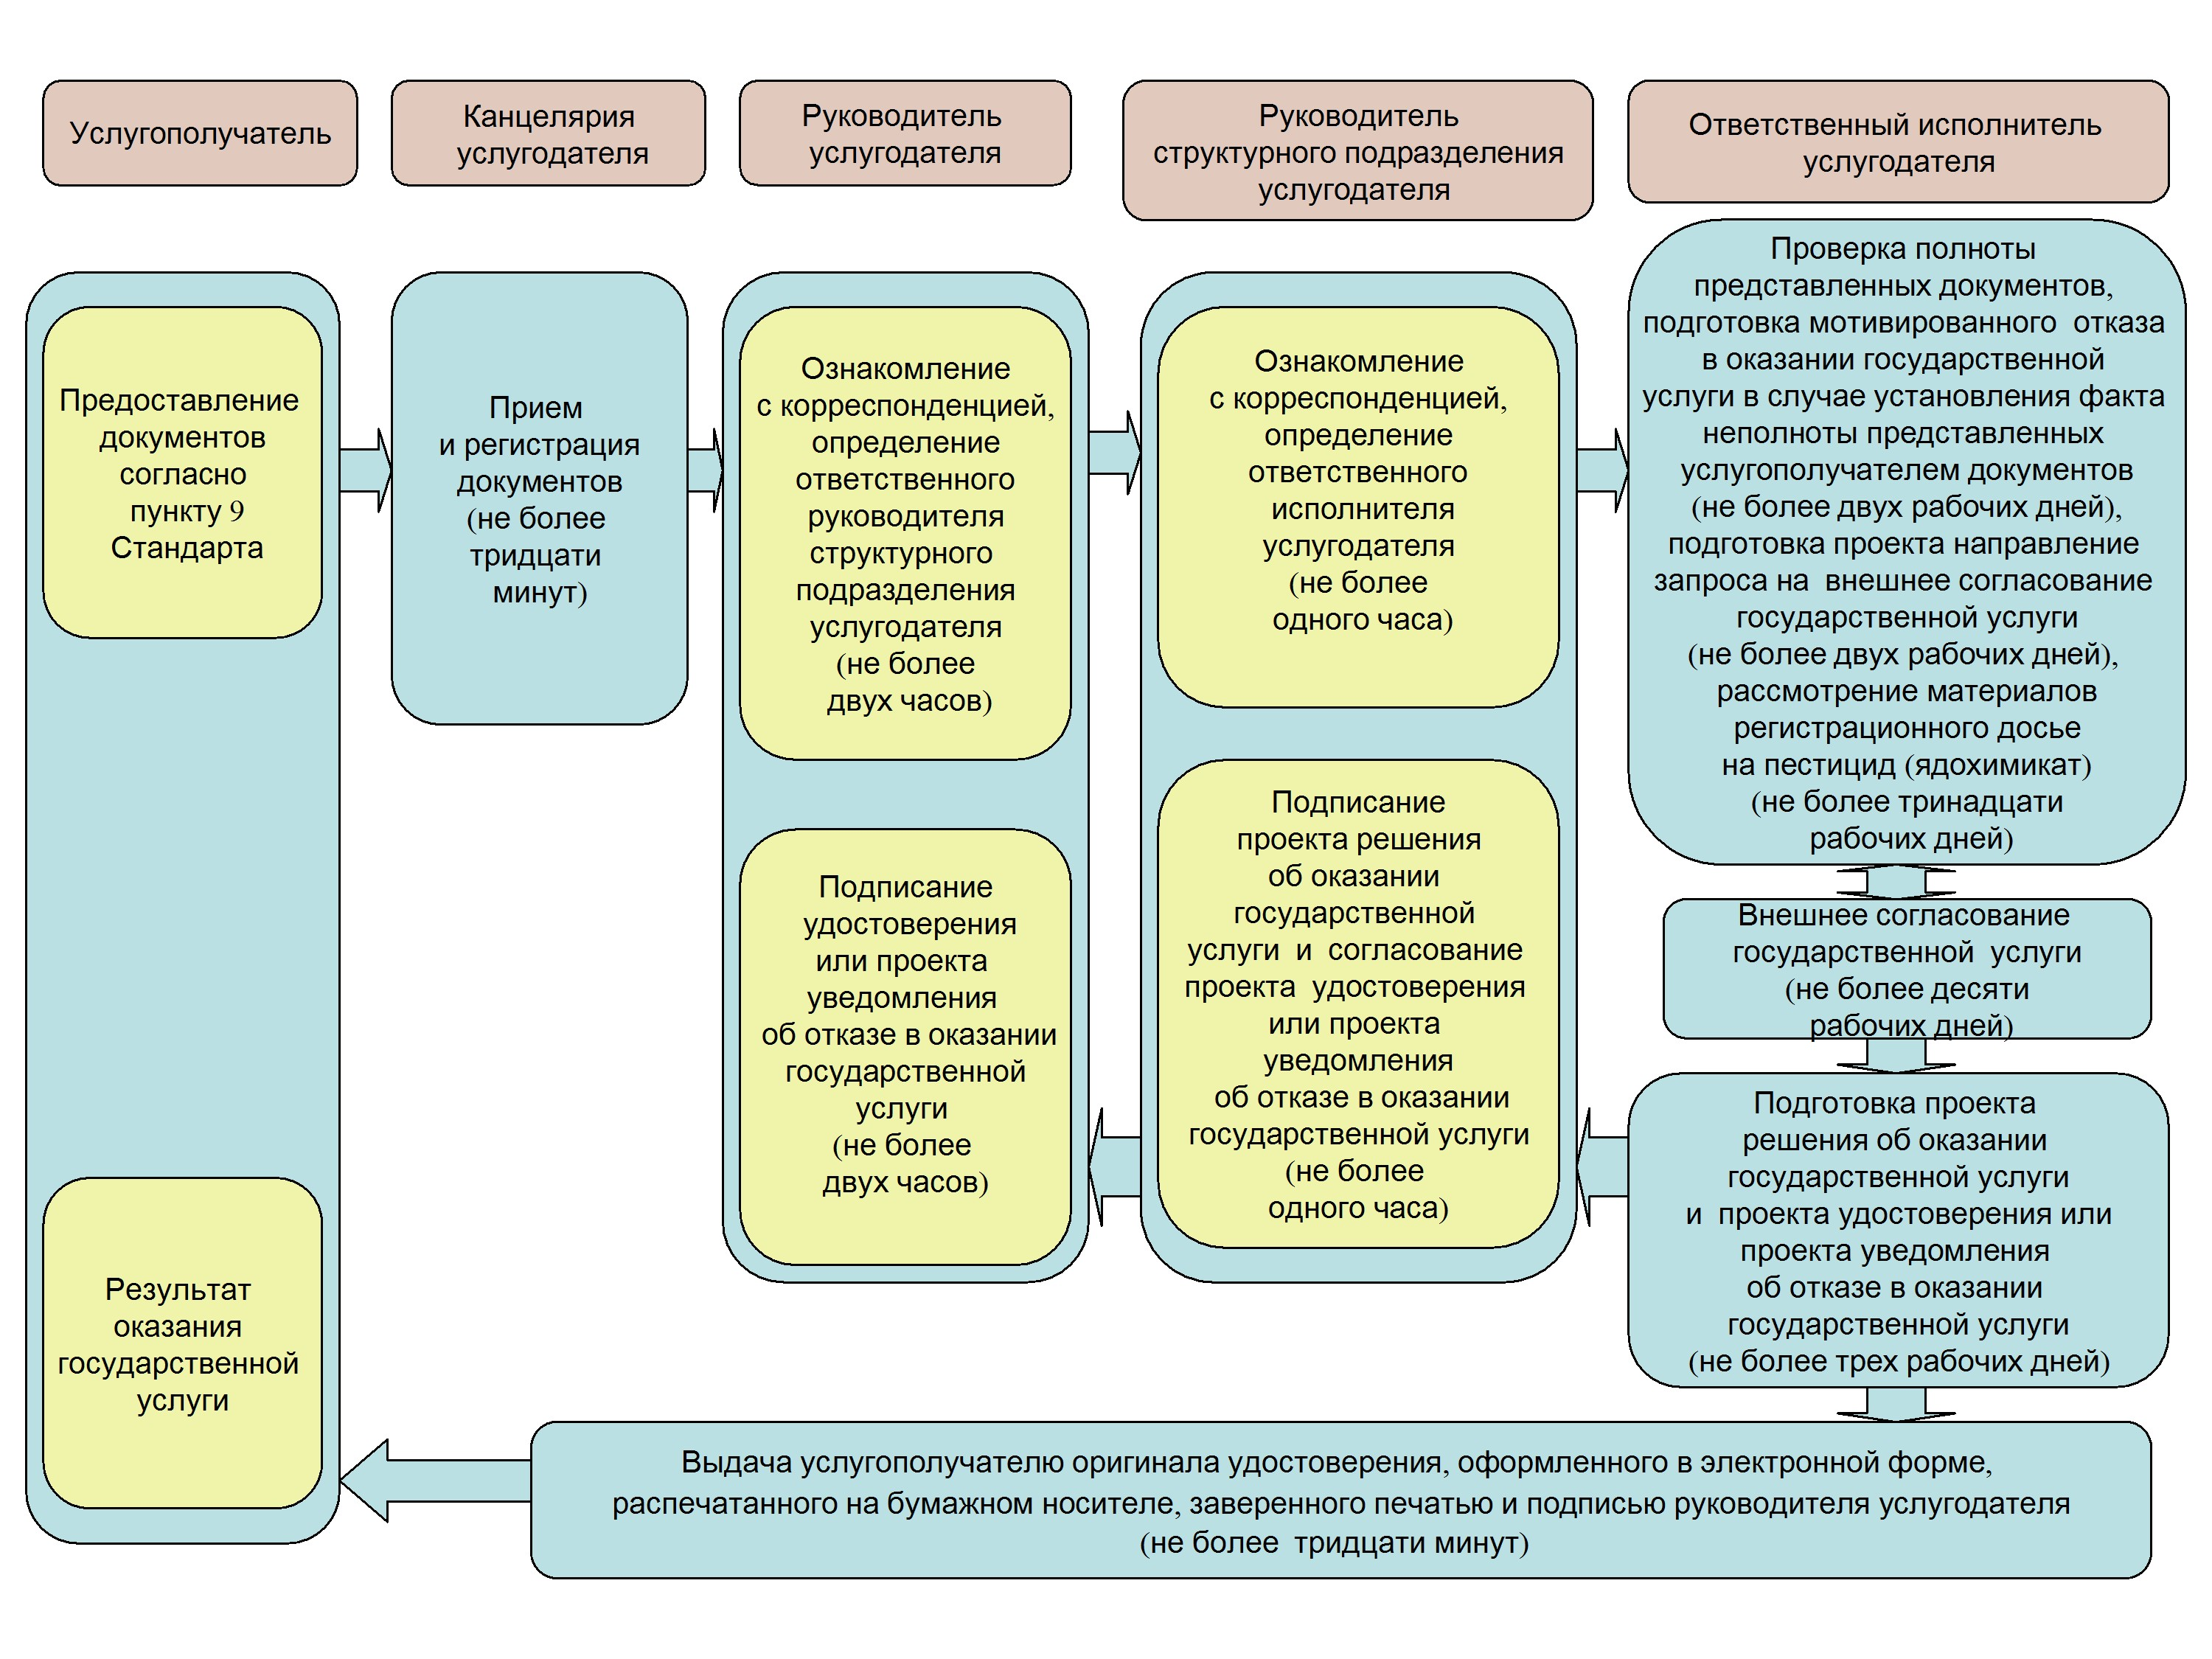 Услугополучатель
Канцелярия
услугодателя
Руководитель
услугодателя
Руководитель
структурного подразделения
услугодателя
Ответственный исполнитель
услугодателя
Предоставление
документов
согласно
пункту 9
Стандарта
Прием
и регистрация
документов
(не более
тридцати
минут)
Ознакомление
с корреспонденцией,
определение
ответственного
руководителя
структурного
подразделения
услугодателя
(не более
двух часов)
Ознакомление
с корреспонденцией,
определение
ответственного
исполнителя
услугодателя
(не более
одного часа)
Проверка полноты
представленных документов,
подготовка мотивированного отказа
в оказании государственной
услуги в случае установления факта
неполноты представленных
услугополучателем документов
(не более двух рабочих дней),
подготовка проекта направление
запроса на внешнее согласование
государственной услуги
(не более двух рабочих дней),
рассмотрение материалов
регистрационного досье
на пестицид (ядохимикат)
(не более тринадцати
рабочих дней)
Подписание
удостоверения
или проекта
уведомления
об отказе в оказании
государственной
услуги
(не более
двух часов)
Подписание
проекта решения
об оказании
государственной
услуги и согласование
проекта удостоверения
или проекта
уведомления
об отказе в оказании
государственной услуги
(не более
одного часа)
Внешнее согласование
государственной услуги
(не более десяти
рабочих дней)
Подготовка проекта
решения об оказании
государственной услуги
и проекта удостоверения или
проекта уведомления
об отказе в оказании
государственной услуги
(не более трех рабочих дней)
Результат
оказания
государственной
услуги
Выдача услугополучателю оригинала удостоверения, оформленного в электронной форме,
распечатанного на бумажном носителе, заверенного печатью и подписью руководителя услугодателя
(не более тридцати минут)